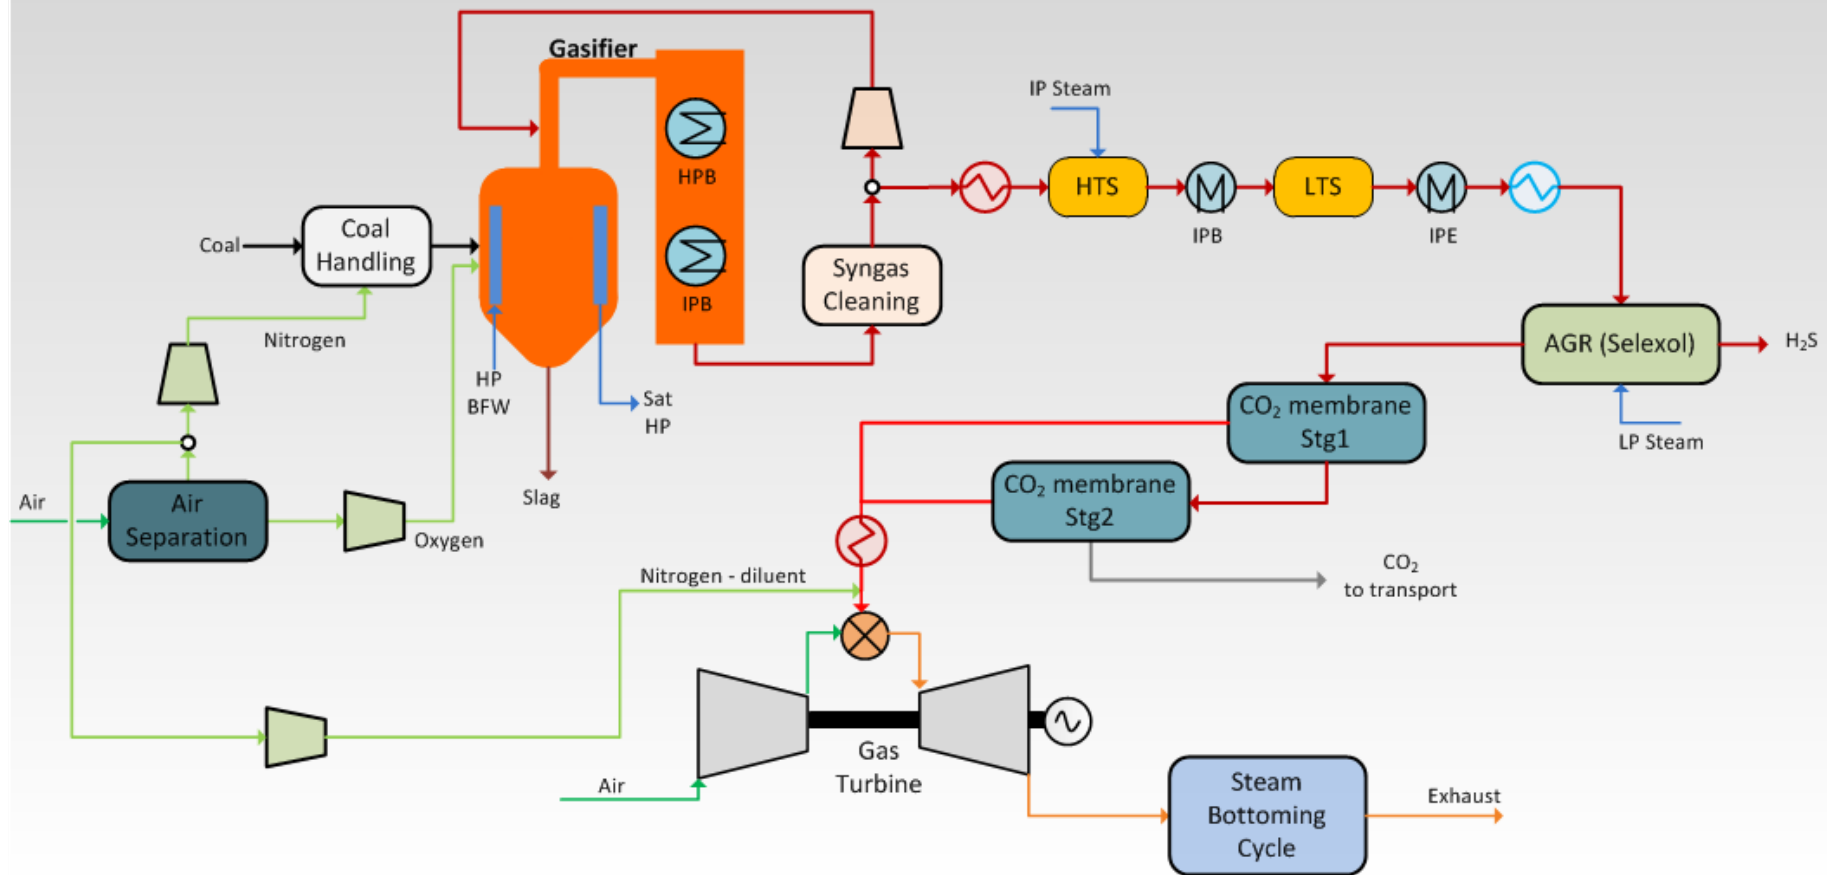 Gasifier
IP Steam
HPB
HTS
LTS
IPB
IPE
Coal
Coal
Handling
Syngas
Cleaning
IPB
Nitrogen
AGR (Selexol)
H₂S
HP
BFW
Sat
HP
CO₂ membrane
Stg1
LP Steam
Slag
CO₂ membrane
Stg2
Air
Air
Separation
Oxygen
CO₂
to transport
Nitrogen - diluent
Gas
Turbine
Air
Steam
Bottoming
Cycle
Exhaust